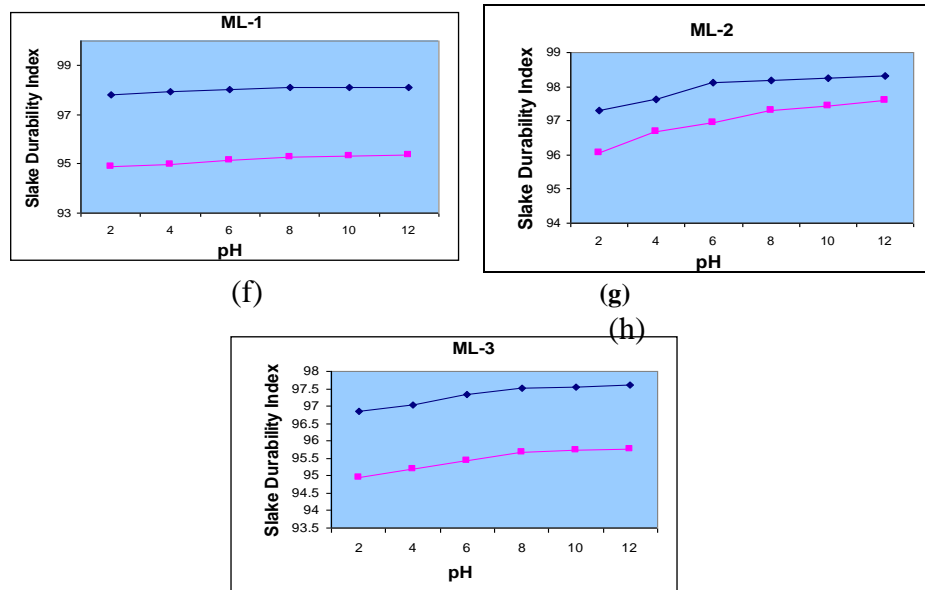 ML-1
Slake Durability Index
99
97
95
93
2 4 6 8 10 12
pH
(f)
ML-2
Slake Durability Index
99
98
97
96
95
94
2 4 6 8 10 12
pH
(g)
(h)
ML-3
Slake Durability Index
98
97.5
97
96.5
96
95.5
95
94.5
94
93.5
2 4 6 8 10 12
pH